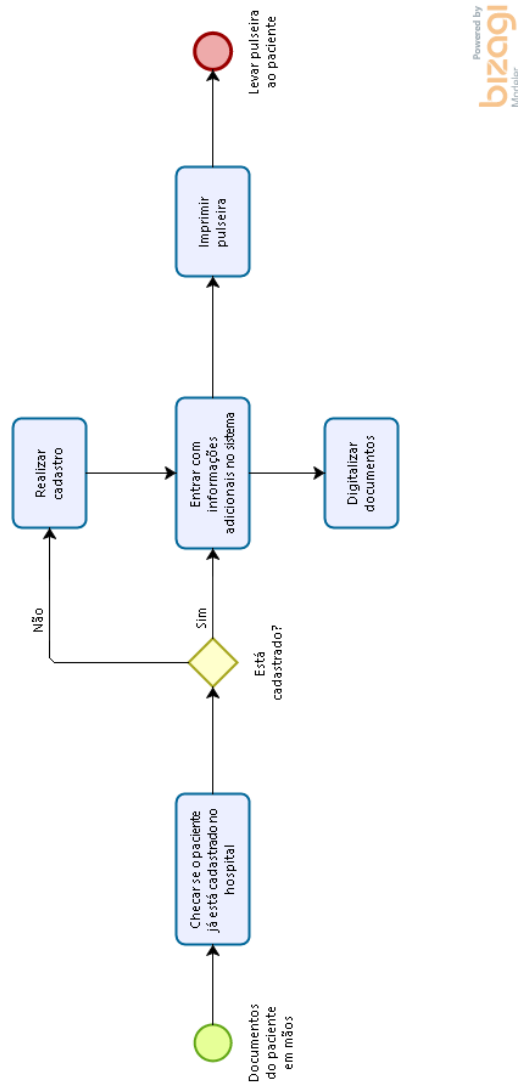 Documentos
do paciente
em mãos
Checar se o paciente
já está cadastrado no
hospital
Está
cadastrado?
Não
Sim
Realizar
cadastro
Entrar com
informações
adicionais no sistema
Digitalizar
documentos
Imprimir
pulseira
Levar pulseira
ao paciente
Powered by
bizagi
Modeler